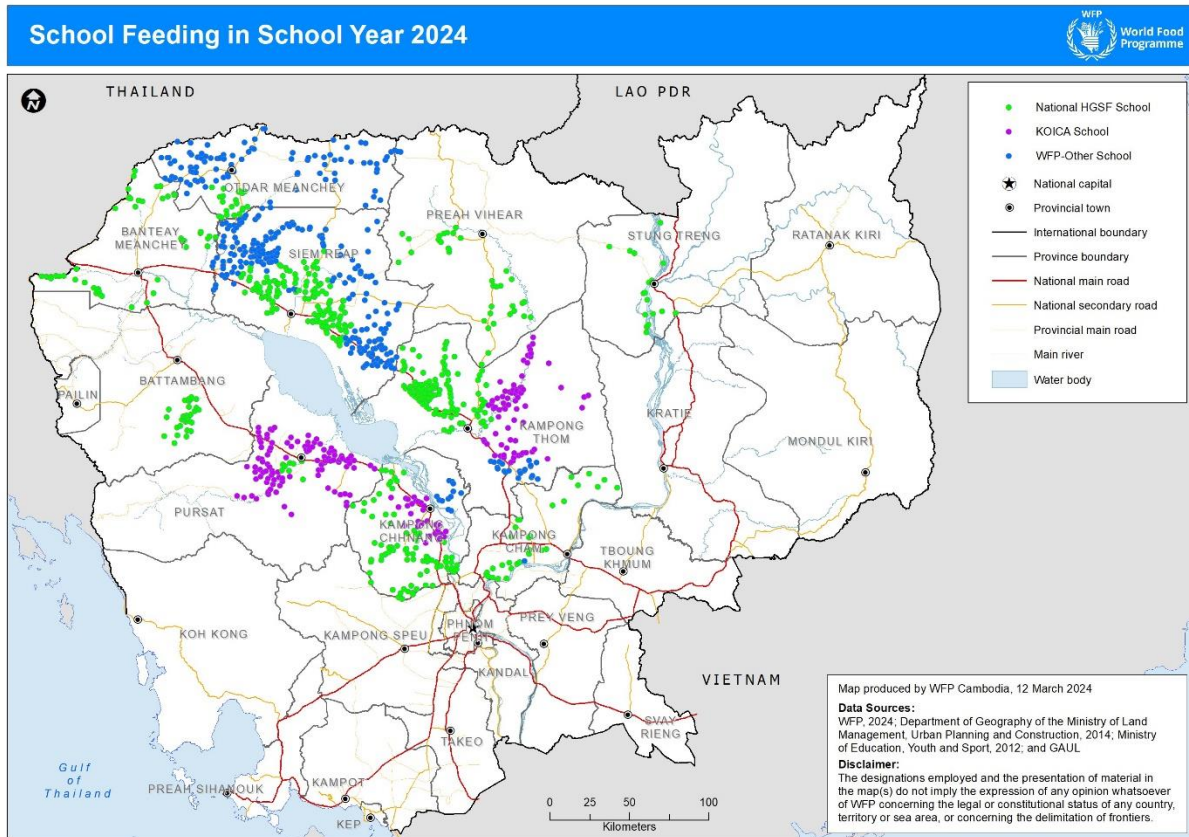 School Feeding in School Year 2024
WFP
World Food
Programme
N
THAILAND
LAO PDR
National HGSF School
KOICA School
WFP-Other School
National capital
Provincial town
International boundary
Province boundary
National main road
National secondary road
Provincial main road
Main river
Water body
OTDAR MEANCHEY
PREAH VIHEAR
BANTEAY
MEANCHEY
STUNG TRENG
RATANAK KIRI
SIEM REAP
BATTAMBANG
PAILIN
KAMPONG
THOM
KRATIE
MONDUL KIRI
PURSAT
KAMPONG
CHHNANG
KAMPONG
CHAM
TBOUNG
KHMUM
KOH KONG
KAMPONG SPEU
PHNOM
PENH
PREY VENG
KANDAL
VIETNAM
SVAY
RIENG
TAKEO
Gulf
of
Thailand
PREAH SIHANOUK
KAMPOT
KEP
0 25 50 100
Kilometers
Map produced by WFP Cambodia, 12 March 2024
Data Sources:
WFP, 2024; Department of Geography of the Ministry of Land
Management, Urban Planning and Construction, 2014; Ministry
of Education, Youth and Sport, 2012; and GAUL
Disclaimer:
The designations employed and the presentation of material in
the map(s) do not imply the expression of any opinion whatsoever
of WFP concerning the legal or constitutional status of any country,
territory or sea area, or concerning the delimitation of frontiers.